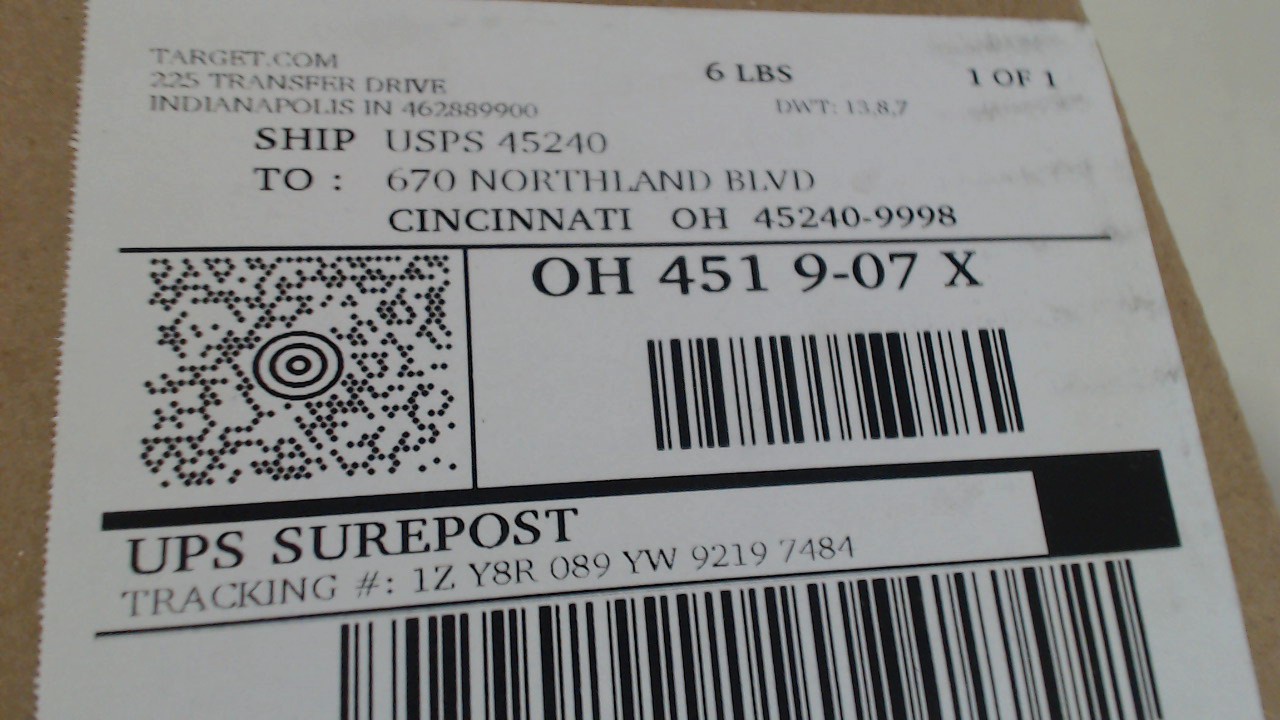 TARGET.COM
225 TRANSFER DRIVE
INDIANAPOLIS IN 462889900
6 LBS
1 OF 1
DWT: 13,8,7
SHIP USPS 45240
TO : 670 NORTHLAND BLVD
CINCINNATI OH 45240-9998
OH 451 9-07 X
UPS SUREPOST
TRACKING #: 1Z Y8R 089 YW 9219 7484